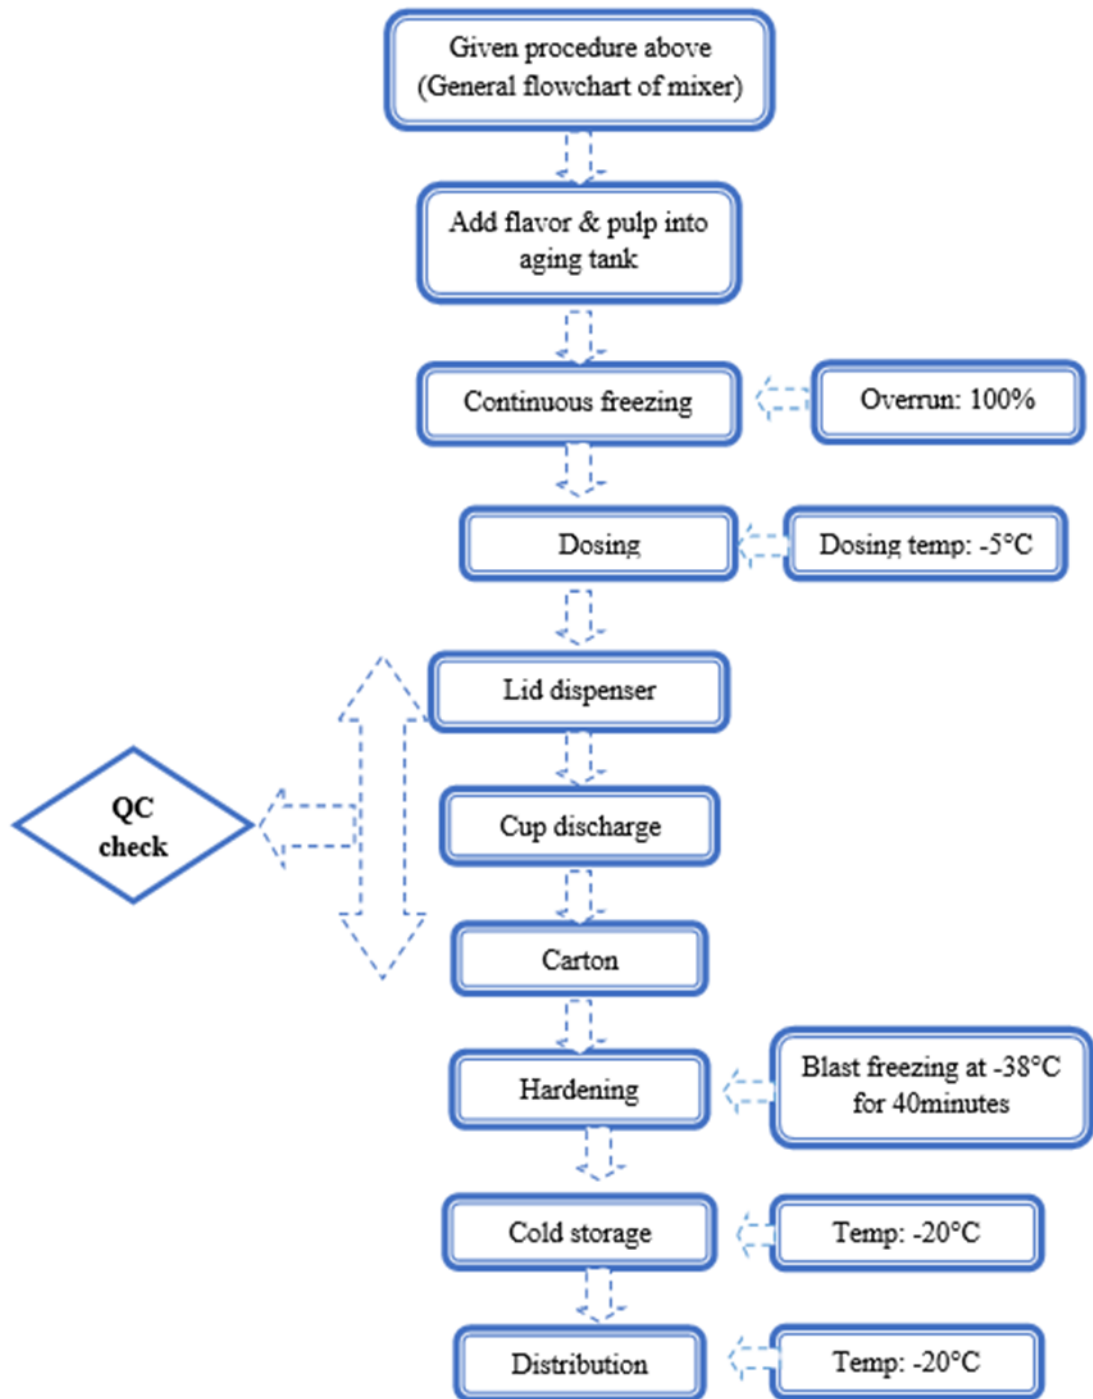 Given procedure above
(General flowchart of mixer)
Add flavor & pulp into
aging tank
Continuous freezing
Overrun: 100%
Dosing
Dosing temp: -5°C
Lid dispenser
QC
check
Cup discharge
Carton
Hardening
Blast freezing at -38°C
for 40minutes
Cold storage
Temp: -20°C
Distribution
Temp: -20°C